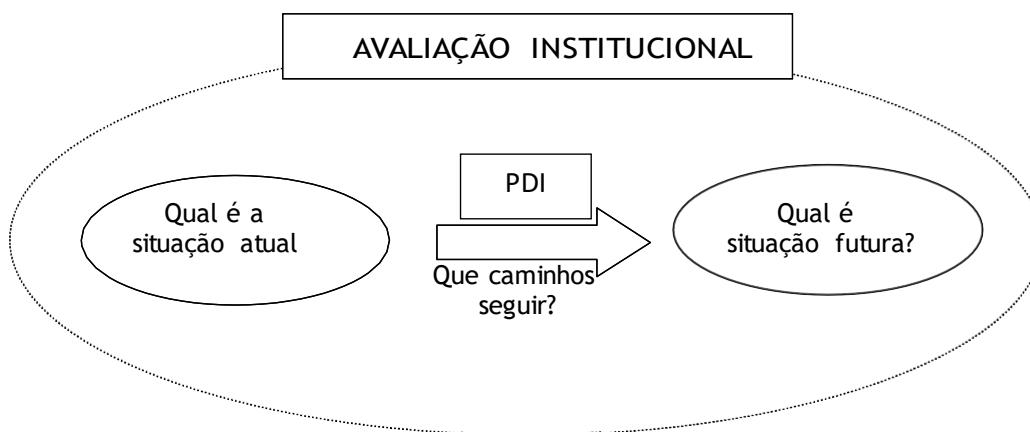 AVALIAÇÃO INSTITUCIONAL
PDI
Qual é a
situação atual
Que caminhos
seguir?
Qual é
situação futura?